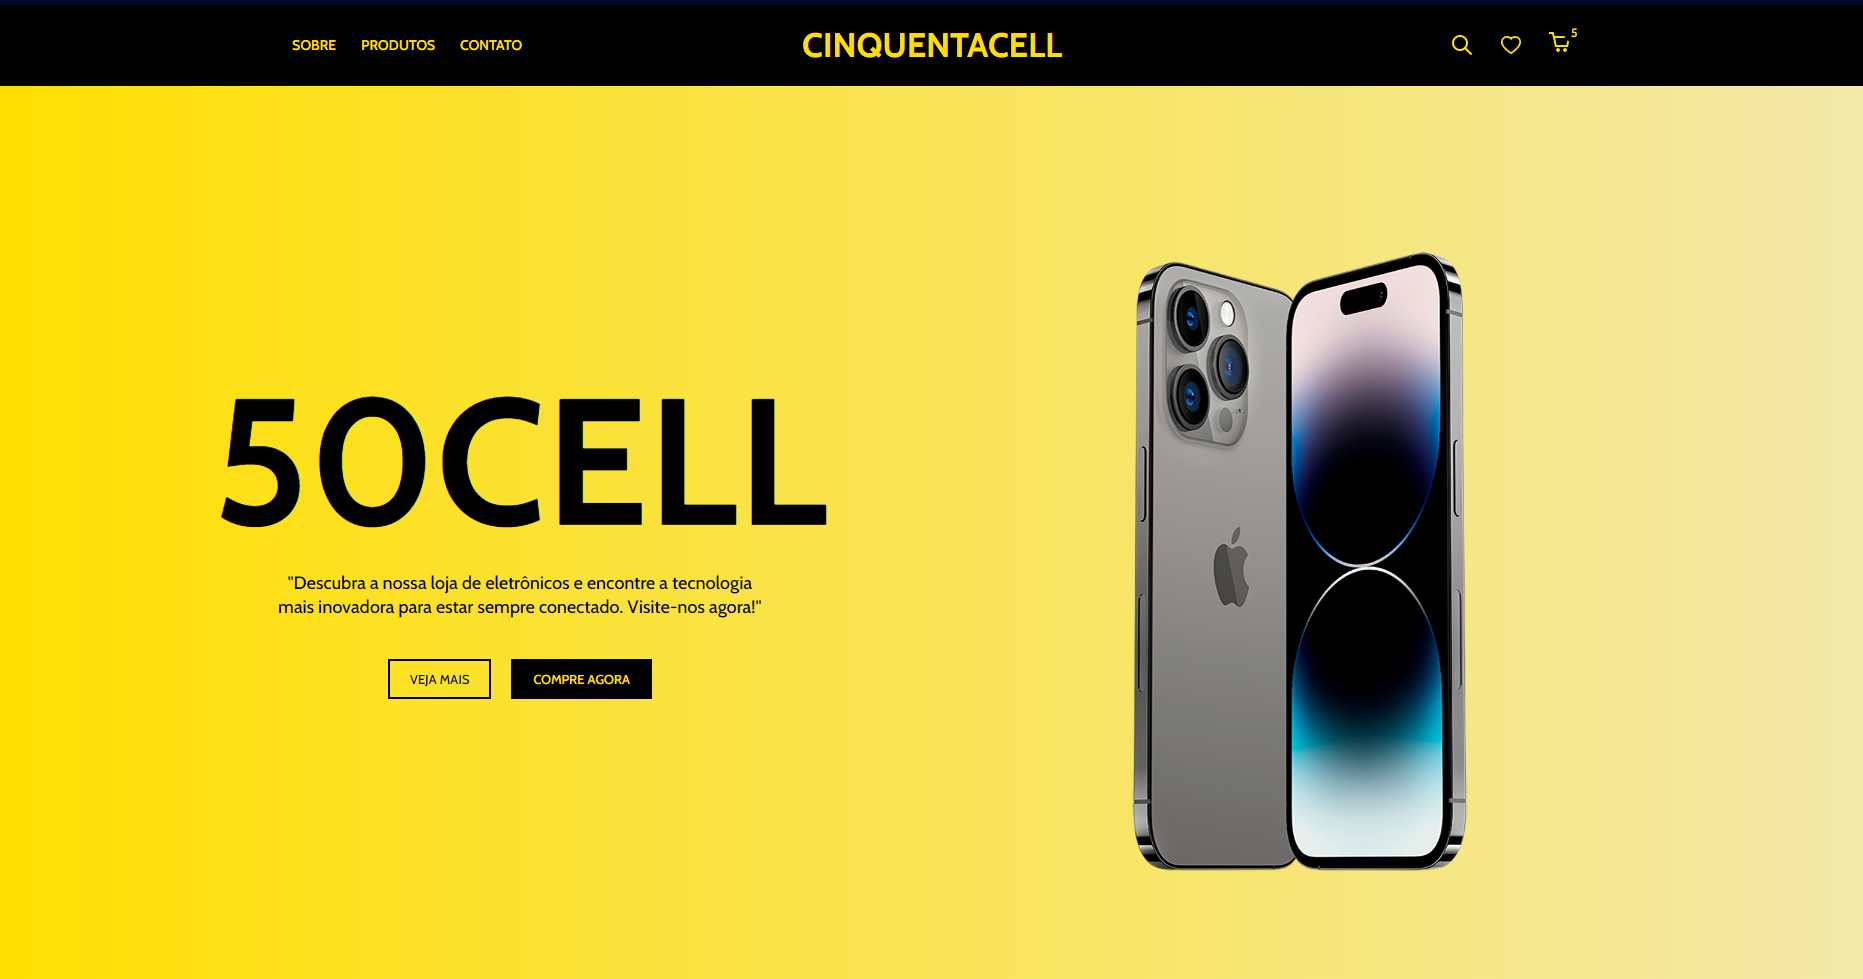 SOBRE PRODUTOS CONTATO CINQUENTACELL 5
50CELL
"Descubra a nossa loja de eletrônicos e encontre a tecnologia
mais inovadora para estar sempre conectado. Visite-nos agora!"
VEJA MAIS COMPRE AGORA